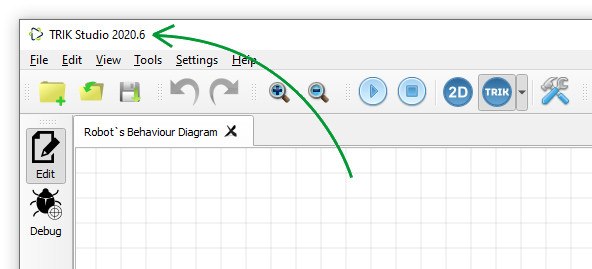 TRIK Studio 2020.6
File Edit View Tools Settings Help
2D TRIK
Robot`s Behaviour Diagram
Edit
Debug